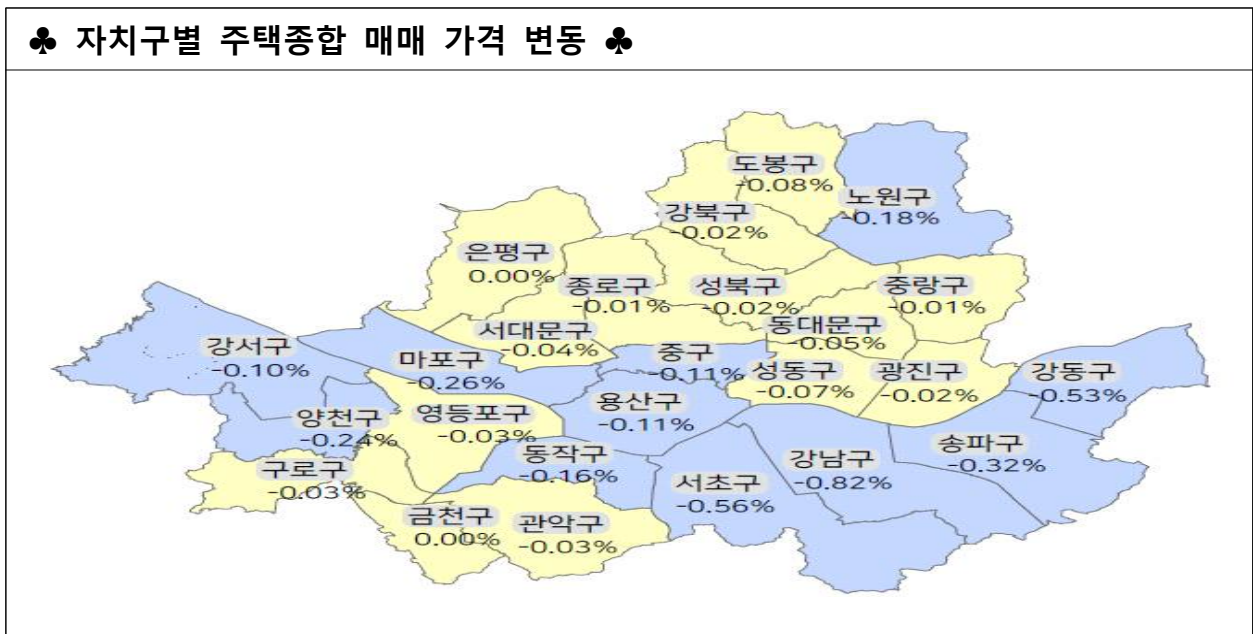 ♣ 자치구별 주택종합 매매 가격 변동 ♣
도봉구
-0.08%
노원구
-0.18%
강북구
-0.02%
은평구
0.00%
종로구
-0.01%
성북구
-0.02%
중랑구
-0.01%
서대문구
-0.04%
동대문구
-0.05%
강서구
-0.10%
마포구
-0.26%
중구
-0.11%
성동구
-0.07%
광진구
-0.02%
강동구
-0.53%
양천구
-0.24%
영등포구
-0.03%
용산구
-0.11%
동작구
-0.16%
구로구
-0.03%
서초구
-0.56%
강남구
-0.82%
송파구
-0.32%
금천구
0.00%
관악구
-0.03%